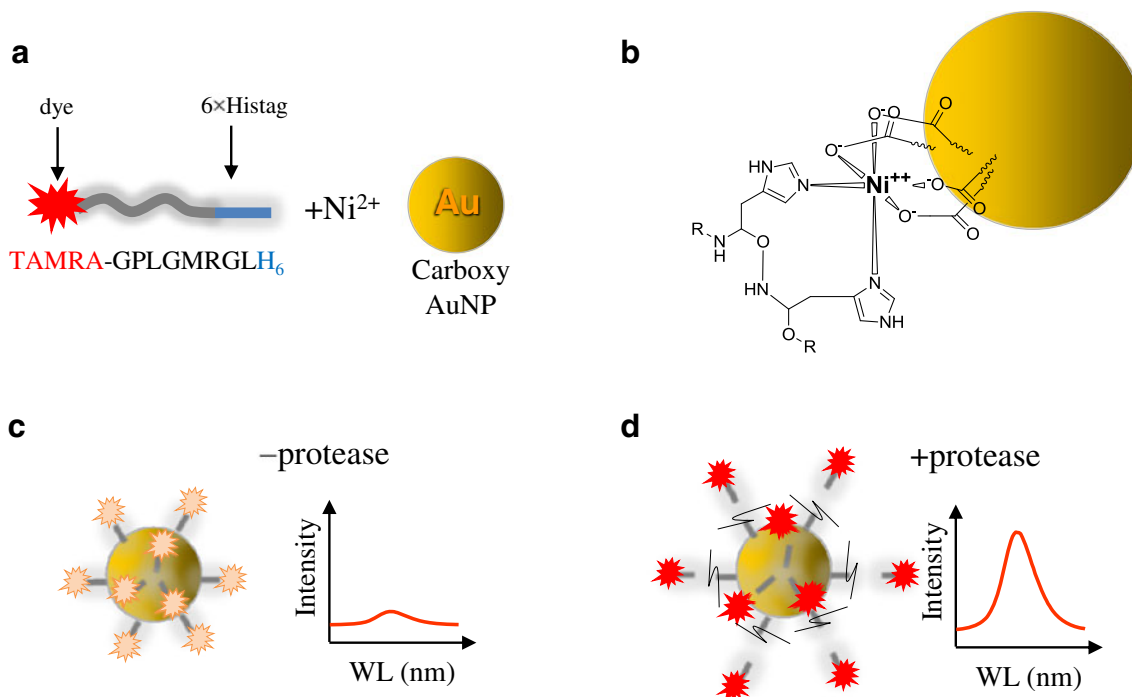 a
dye
6×Histag
+Ni²⁺
Au
TAMRA-GPLGMRGLH₆
Carboxy
AuNP
b
O
O⁻
O
O⁻
HN
N
Ni⁺⁺
⁻O
O
O⁻
O
R
NH
O
N
HN
NH
O
R
c
−protease
Intensity
WL (nm)
d
+protease
Intensity
WL (nm)